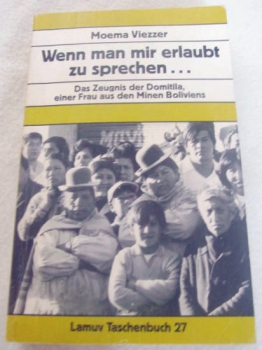 Moema Viezzer
Wenn man mir erlaubt
zu sprechen...
Das Zeugnis der Domitila,
einer Frau aus den Minen Boliviens
Lamuv Taschenbuch 27